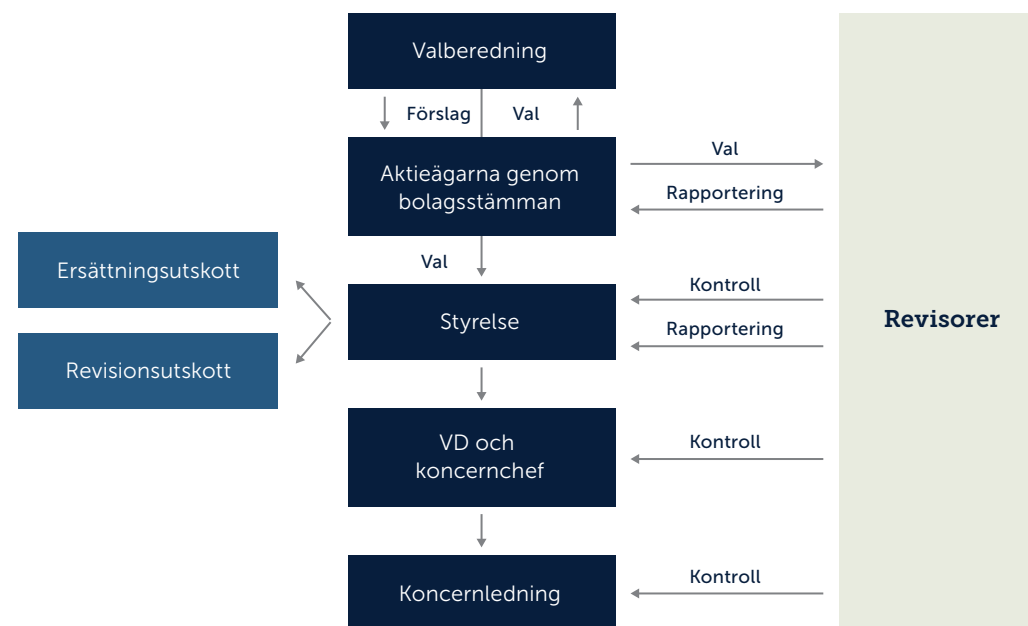 Valberedning
Förslag
Val
Aktieägarna genom
bolagsstämman
Val
Rapportering
Val
Ersättningsutskott
Revisionsutskott
Styrelse
Kontroll
Rapportering
Revisorer
VD och
koncernchef
Kontroll
Koncernledning
Kontroll